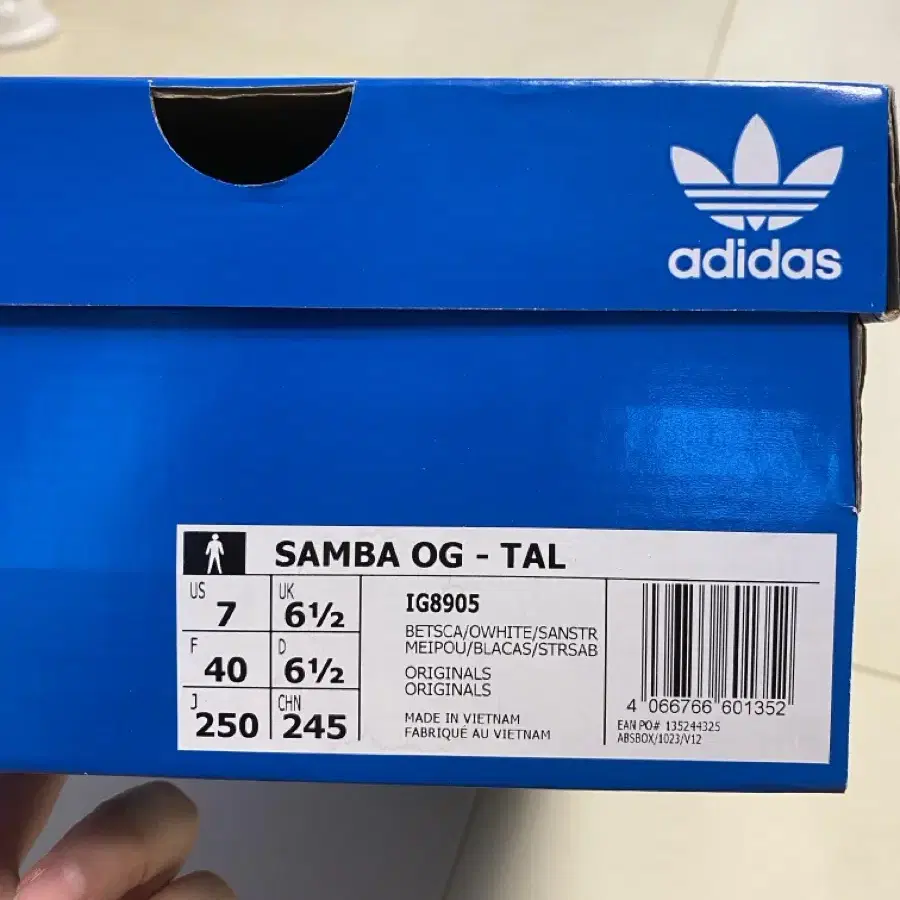 adidas
SAMBA OG - TAL
US 7 UK 6½
F 40 D 6½
J 250 CHN 245
IG8905
BETSCA/OWHITE/SANSTR
MEIPOU/BLACAS/STRSAB
ORIGINALS
ORIGINALS
MADE IN VIETNAM
FABRIQUÉ AU VIETNAM
4 066766 601352
EAN PO# 135244325
ABSBOX/1023/V12